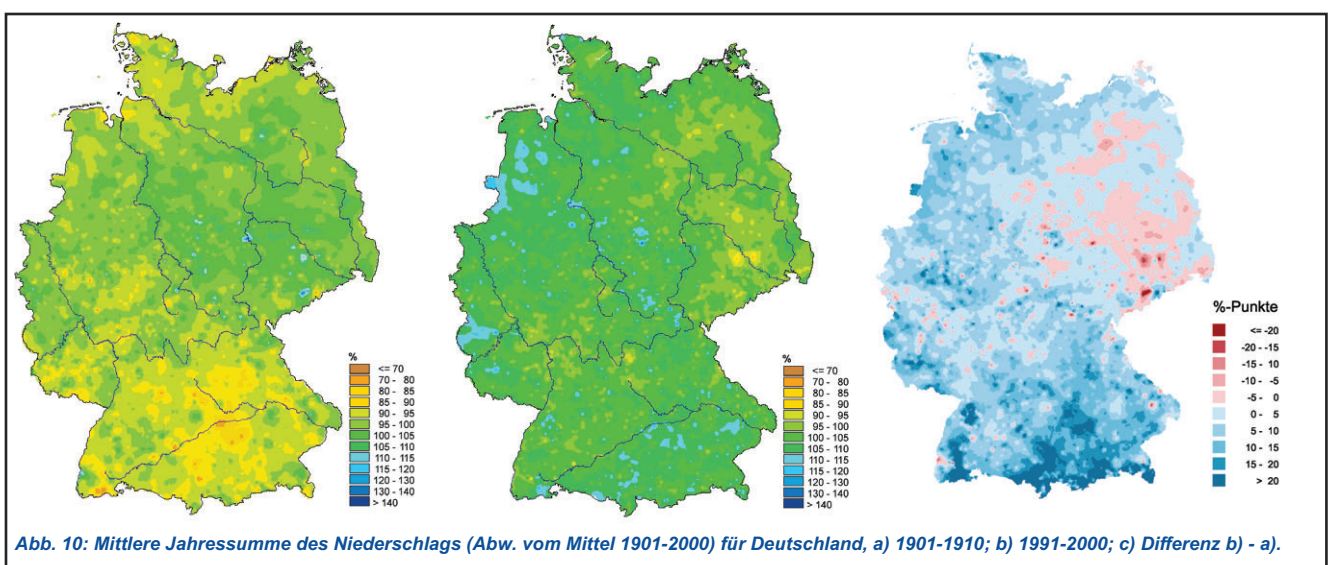 %
<= 70
70 - 80
80 - 85
85 - 90
90 - 95
95 - 100
100 - 105
105 - 110
110 - 115
115 - 120
120 - 130
130 - 140
> 140
%
<= 70
70 - 80
80 - 85
85 - 90
90 - 95
95 - 100
100 - 105
105 - 110
110 - 115
115 - 120
120 - 130
130 - 140
> 140
%-Punkte
<= -20
-20 - -15
-15 - 10
-10 - -5
-5 - 0
0 - 5
5 - 10
10 - 15
15 - 20
> 20
Abb. 10: Mittlere Jahressumme des Niederschlags (Abw. vom Mittel 1901-2000) für Deutschland, a) 1901-1910; b) 1991-2000; c) Differenz b) - a).